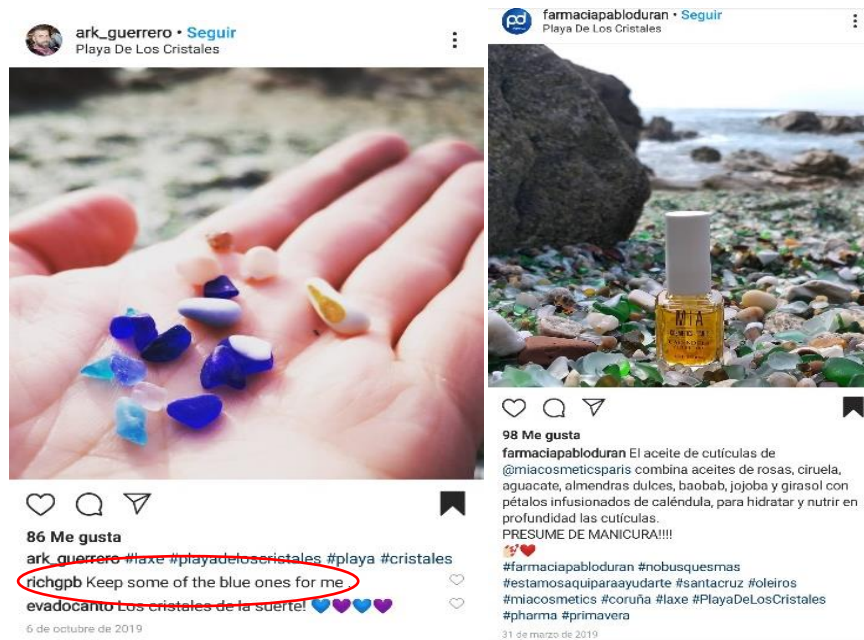 ark_guerrero • Seguir
Playa De Los Cristales
86 Me gusta
ark_guerrero #laxe #playadeloscristales #playa #cristales
richgpb Keep some of the blue ones for me
evadocanto Los cristales de la suerte! 💙💜💙💜
6 de octubre de 2019
pd
farmaciapabloduran • Seguir
Playa De Los Cristales
MIA
98 Me gusta
farmaciapabloduran El aceite de cutículas de
@miacosmeticsparis combina aceites de rosas, ciruela,
aguacate, almendras dulces, baobab, jojoba y girasol con
pétalos infusionados de caléndula, para hidratar y nutrir en
profundidad las cutículas.
PRESUME DE MANICURA!!!!
💅🏻❤️
#farmaciapabloduran #nobusquesmas
#estamosaquiparaayudarte #santacruz #oleiros
#miacosmetics #coruña #laxe #PlayaDeLosCristales
#pharma #primavera
31 de marzo de 2019